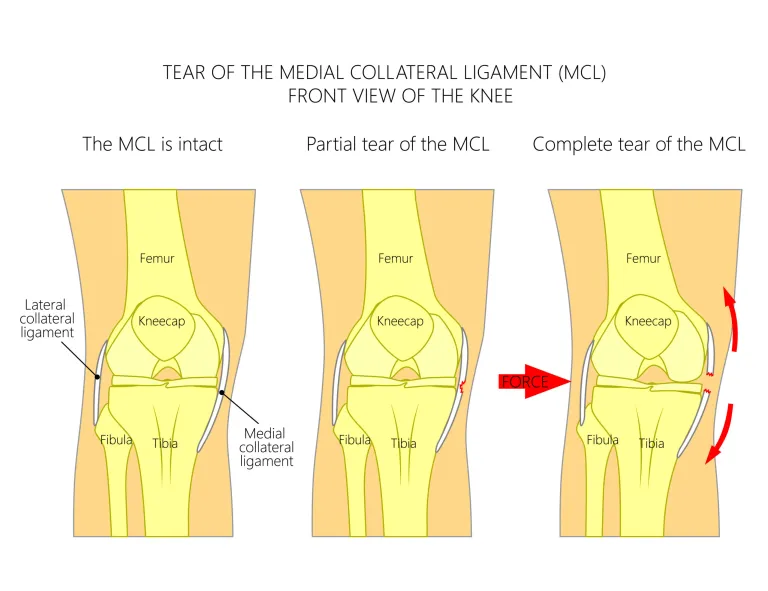 TEAR OF THE MEDIAL COLLATERAL LIGAMENT (MCL)
FRONT VIEW OF THE KNEE
The MCL is intact
Partial tear of the MCL
Complete tear of the MCL
Femur
Femur
Femur
Lateral
collateral
ligament
Kneecap
Kneecap
Kneecap
FORCE
Medial
collateral
ligament
Fibula
Tibia
Fibula
Tibia
Fibula
Tibia